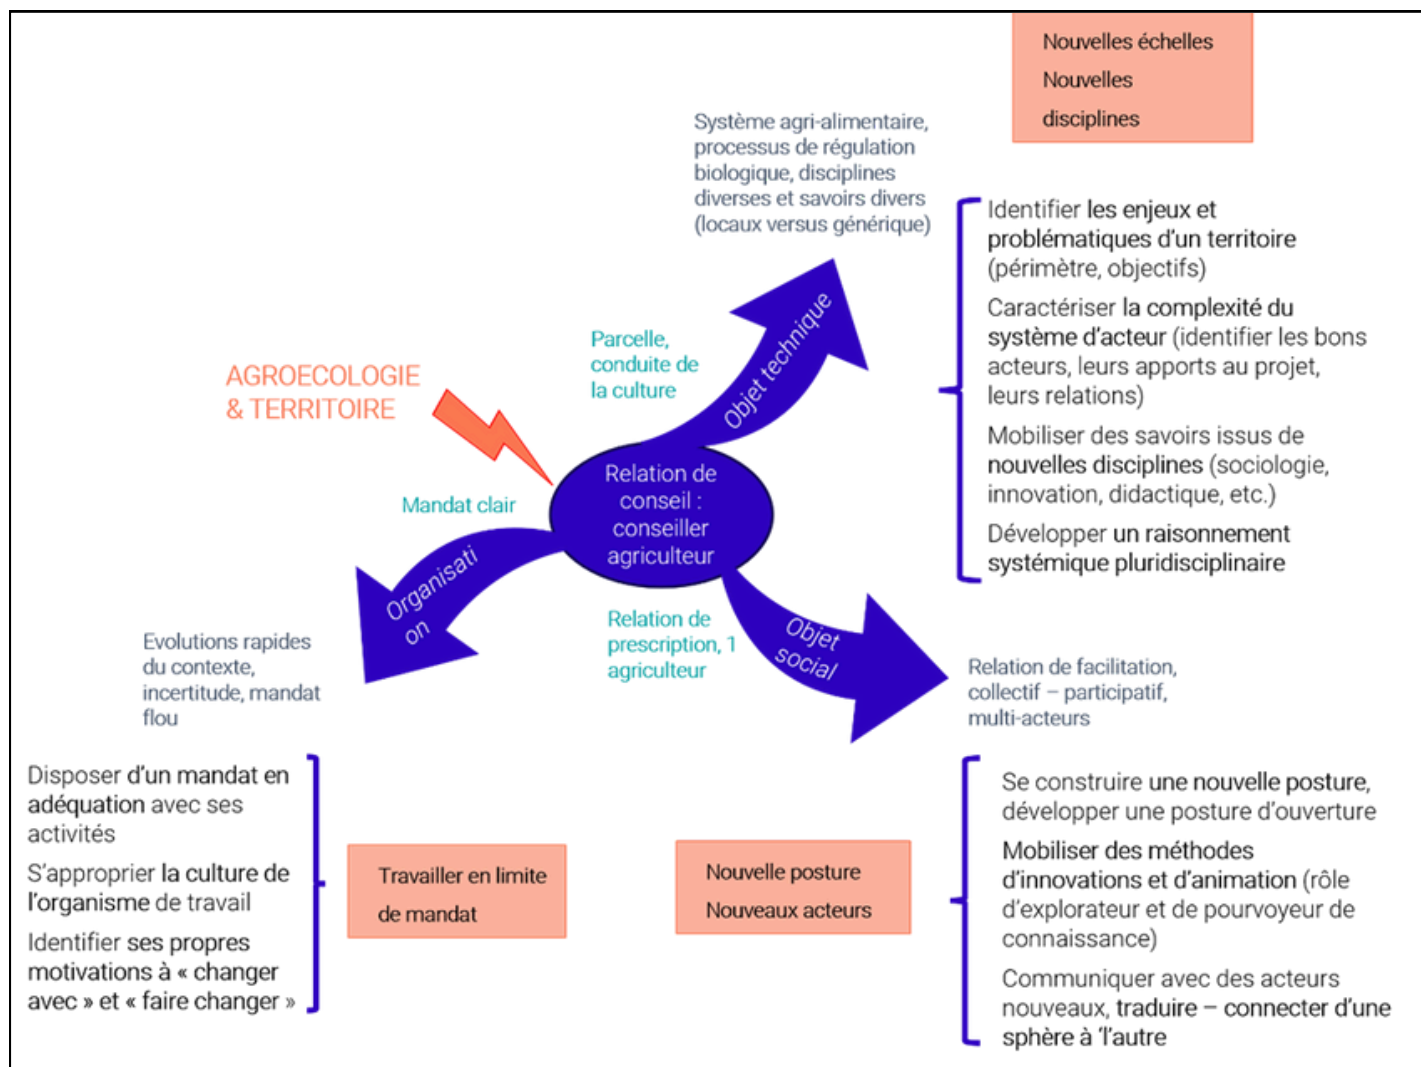 Nouvelles échelles
Nouvelles
disciplines
Système agri-alimentaire,
processus de régulation
biologique, disciplines
diverses et savoirs divers
(locaux versus générique)
Identifier les enjeux et
problématiques d'un territoire
(périmètre, objectifs)
Caractériser la complexité du
système d'acteur (identifier les bons
acteurs, leurs apports au projet,
leurs relations)
Mobiliser des savoirs issus de
nouvelles disciplines (sociologie,
innovation, didactique, etc.)
Développer un raisonnement
systémique pluridisciplinaire
Objet technique
Parcelle,
conduite de
la culture
AGROECOLOGIE
& TERRITOIRE
Relation de
conseil :
conseiller
agriculteur
Mandat clair
Organisati
on
Relation de
prescription, 1
agriculteur
Objet
social
Evolutions rapides
du contexte,
incertitude, mandat
flou
Relation de facilitation,
collectif – participatif,
multi-acteurs
Disposer d'un mandat en
adéquation avec ses
activités
S'approprier la culture de
l'organisme de travail
Identifier ses propres
motivations à « changer
avec » et « faire changer »
Travailler en limite
de mandat
Nouvelle posture
Nouveaux acteurs
Se construire une nouvelle posture,
développer une posture d'ouverture
Mobiliser des méthodes
d'innovations et d'animation (rôle
d'explorateur et de pourvoyeur de
connaissance)
Communiquer avec des acteurs
nouveaux, traduire – connecter d'une
sphère à 'l'autre